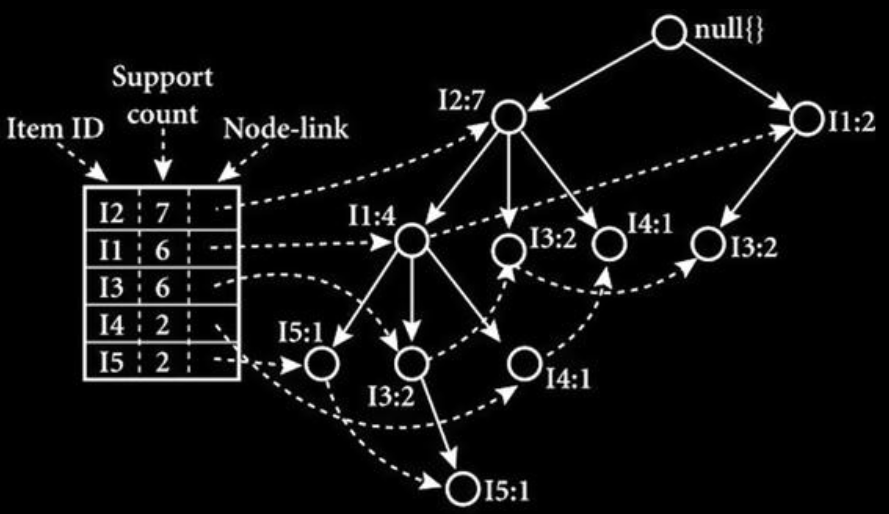 null{}
Support
count
Item ID
Node-link
I2:7
I1:2
I2 7
I1 6
I3 6
I4 2
I5 2
I1:4
I3:2
I4:1
I3:2
I5:1
I3:2
I4:1
I5:1